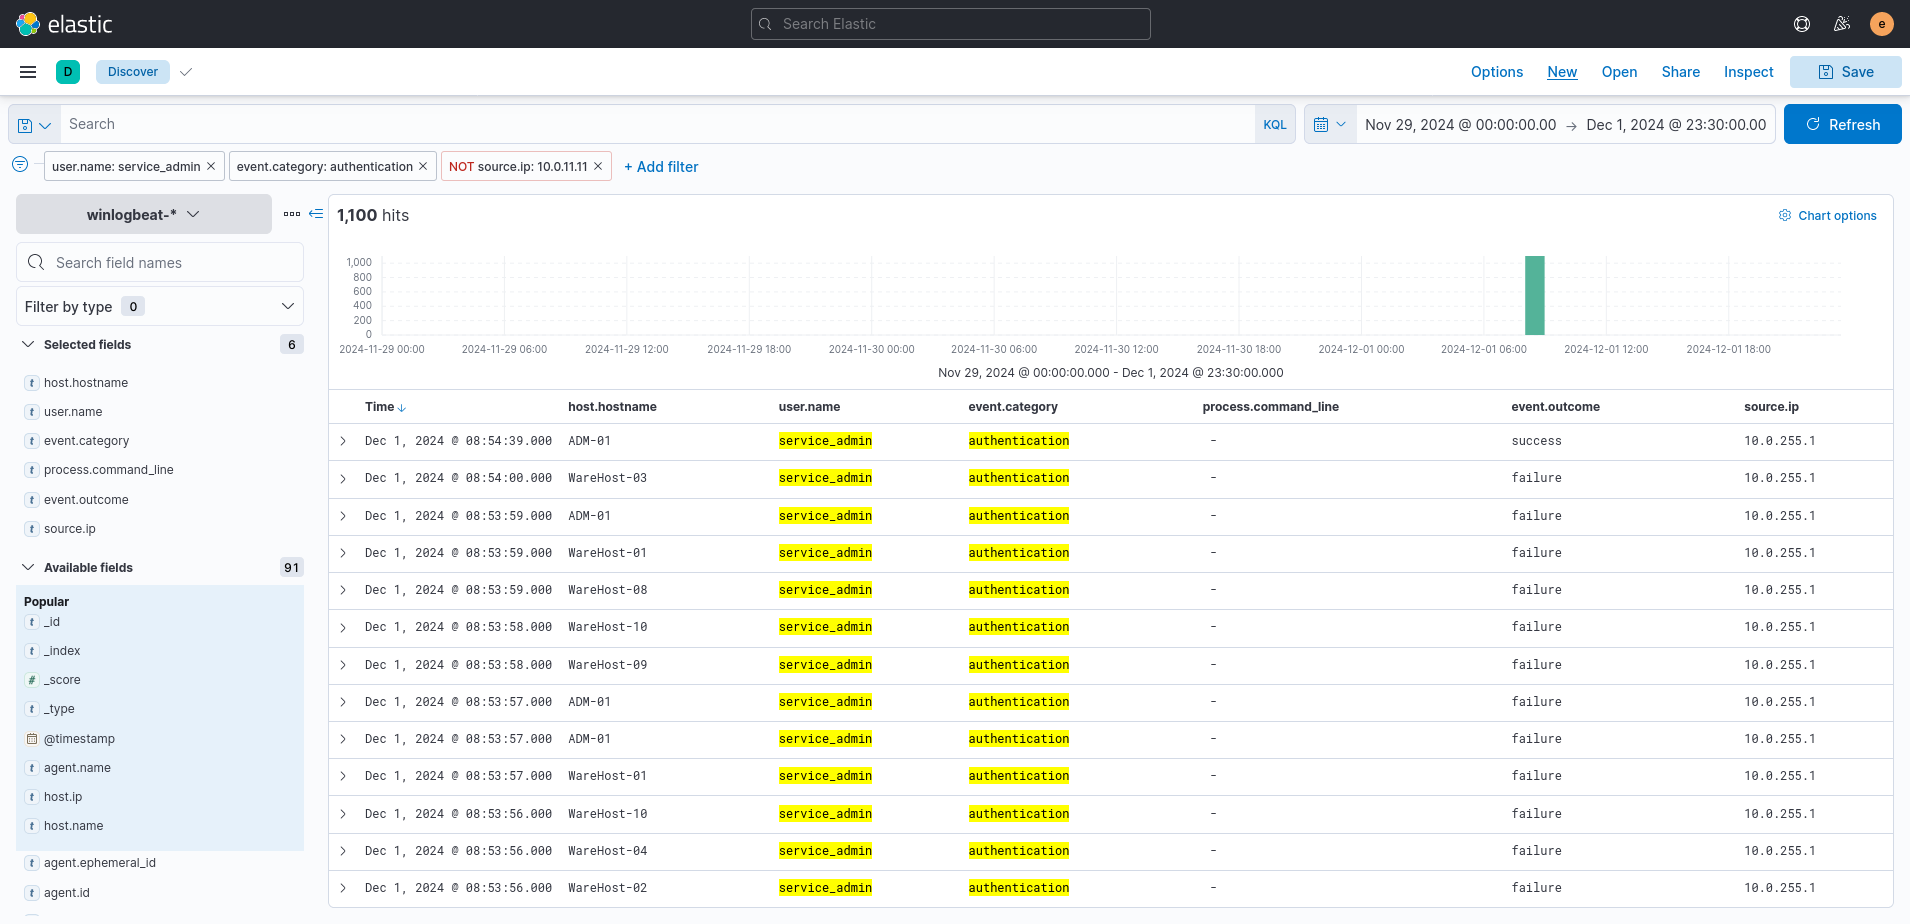 elastic
Search Elastic
e
D Discover
Options New Open Share Inspect Save
Search
KQL
Nov 29, 2024 @ 00:00:00.00 → Dec 1, 2024 @ 23:30:00.00
Refresh
user.name: service_admin × event.category: authentication × NOT source.ip: 10.0.11.11 × + Add filter
winlogbeat-*
Search field names
Filter by type 0
Selected fields 6
t host.hostname
t user.name
t event.category
t process.command_line
t event.outcome
t source.ip
Available fields 91
Popular
t _id
t _index
# _score
t _type
@timestamp
t agent.name
t host.ip
t host.name
t agent.ephemeral_id
t agent.id
1,100 hits
Chart options
1,000
800
600
400
200
0
2024-11-29 00:00 2024-11-29 06:00 2024-11-29 12:00 2024-11-29 18:00 2024-11-30 00:00 2024-11-30 06:00 2024-11-30 12:00 2024-11-30 18:00 2024-12-01 00:00 2024-12-01 06:00 2024-12-01 12:00 2024-12-01 18:00
Nov 29, 2024 @ 00:00:00.000 - Dec 1, 2024 @ 23:30:00.000
Time ↓ host.hostname user.name event.category process.command_line event.outcome source.ip
Dec 1, 2024 @ 08:54:39.000 ADM-01 service_admin authentication - success 10.0.255.1
Dec 1, 2024 @ 08:54:00.000 WareHost-03 service_admin authentication - failure 10.0.255.1
Dec 1, 2024 @ 08:53:59.000 ADM-01 service_admin authentication - failure 10.0.255.1
Dec 1, 2024 @ 08:53:59.000 WareHost-01 service_admin authentication - failure 10.0.255.1
Dec 1, 2024 @ 08:53:59.000 WareHost-08 service_admin authentication - failure 10.0.255.1
Dec 1, 2024 @ 08:53:58.000 WareHost-10 service_admin authentication - failure 10.0.255.1
Dec 1, 2024 @ 08:53:58.000 WareHost-09 service_admin authentication - failure 10.0.255.1
Dec 1, 2024 @ 08:53:57.000 ADM-01 service_admin authentication - failure 10.0.255.1
Dec 1, 2024 @ 08:53:57.000 ADM-01 service_admin authentication - failure 10.0.255.1
Dec 1, 2024 @ 08:53:57.000 WareHost-01 service_admin authentication - failure 10.0.255.1
Dec 1, 2024 @ 08:53:56.000 WareHost-10 service_admin authentication - failure 10.0.255.1
Dec 1, 2024 @ 08:53:56.000 WareHost-04 service_admin authentication - failure 10.0.255.1
Dec 1, 2024 @ 08:53:56.000 WareHost-02 service_admin authentication - failure 10.0.255.1